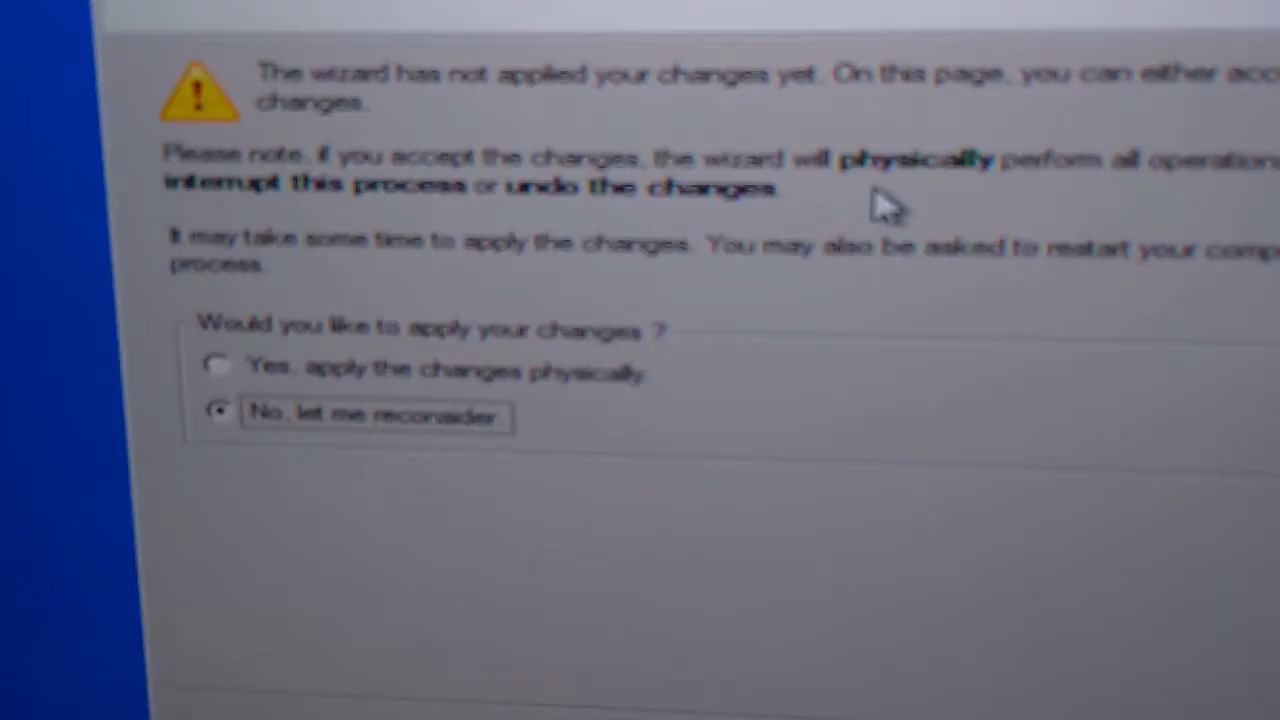 The wizard has not applied your changes yet. On this page, you can either
changes.
Please note, if you accept the changes, the wizard will physically perform all operations
interrupt this process or undo the changes.
It may take some time to apply the changes. You may also be asked to restart your
process.
Would you like to apply your changes ?
Yes, apply the changes physically.
No, let me reconsider.